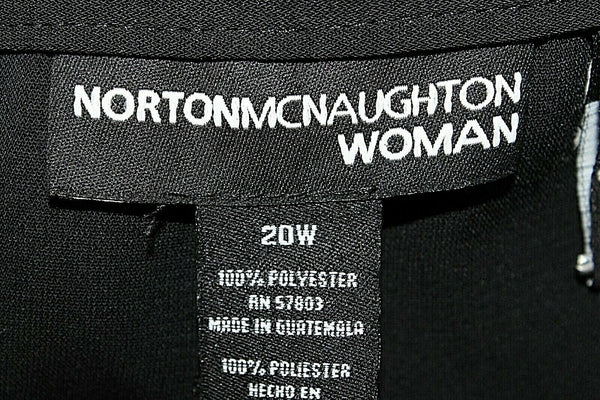 NORTONMCNAUGHTON
WOMAN
20W
100% POLYESTER
RN 57803
MADE IN GUATEMALA
100% POLIESTER
HECHO EN